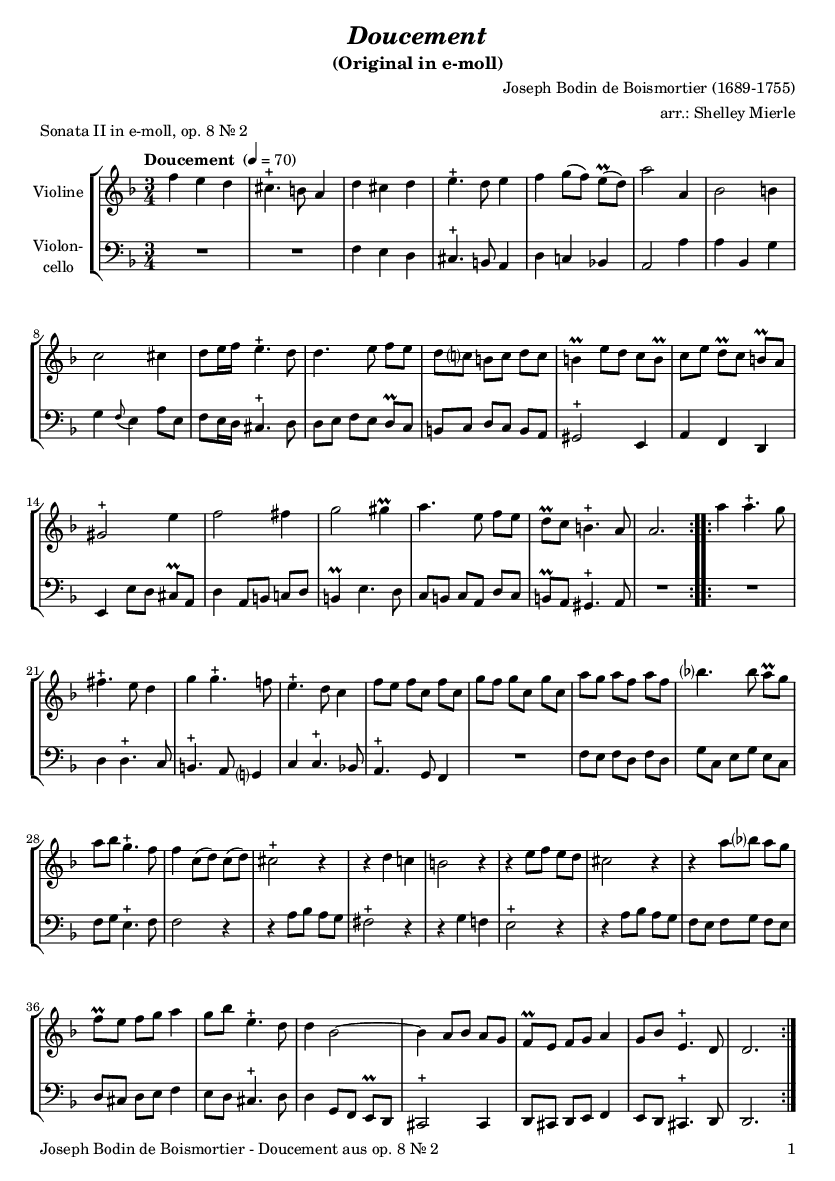 Doucement
(Original in e-moll)
Joseph Bodin de Boismortier (1689-1755)
arr.: Shelley Mierle
Sonata II in e-moll, op. 8 № 2
Doucement (♩ = 70)
Violine
Violon-
cello
8
14
21
28
36
Joseph Bodin de Boismortier - Doucement aus op. 8 № 2 1